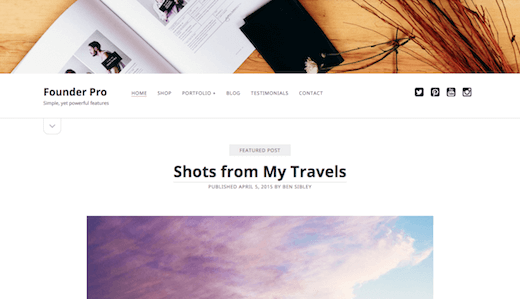 Founder Pro
Simple, yet powerful features
HOME SHOP PORTFOLIO BLOG TESTIMONIALS CONTACT
FEATURED POST
Shots from My Travels
PUBLISHED APRIL 5, 2015 BY BEN SIBLEY